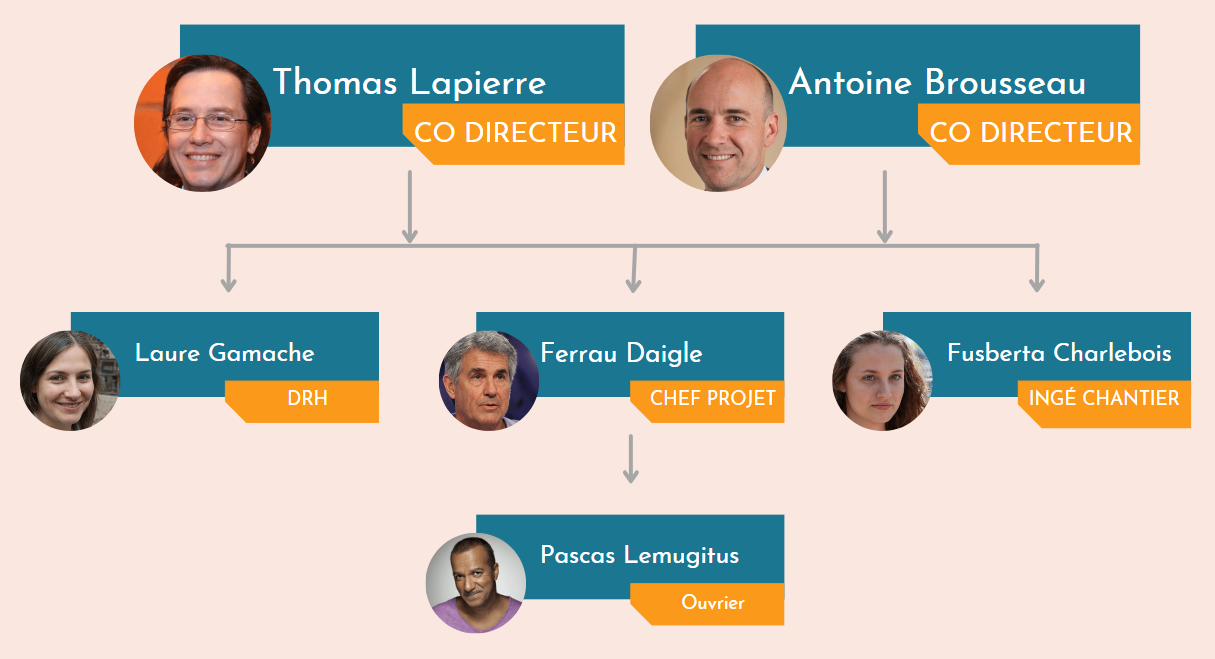 Thomas Lapierre
CO DIRECTEUR
Antoine Brousseau
CO DIRECTEUR
Laure Gamache
DRH
Ferrau Daigle
CHEF PROJET
Fusberta Charlebois
INGÉ CHANTIER
Pascas Lemugitus
Ouvrier